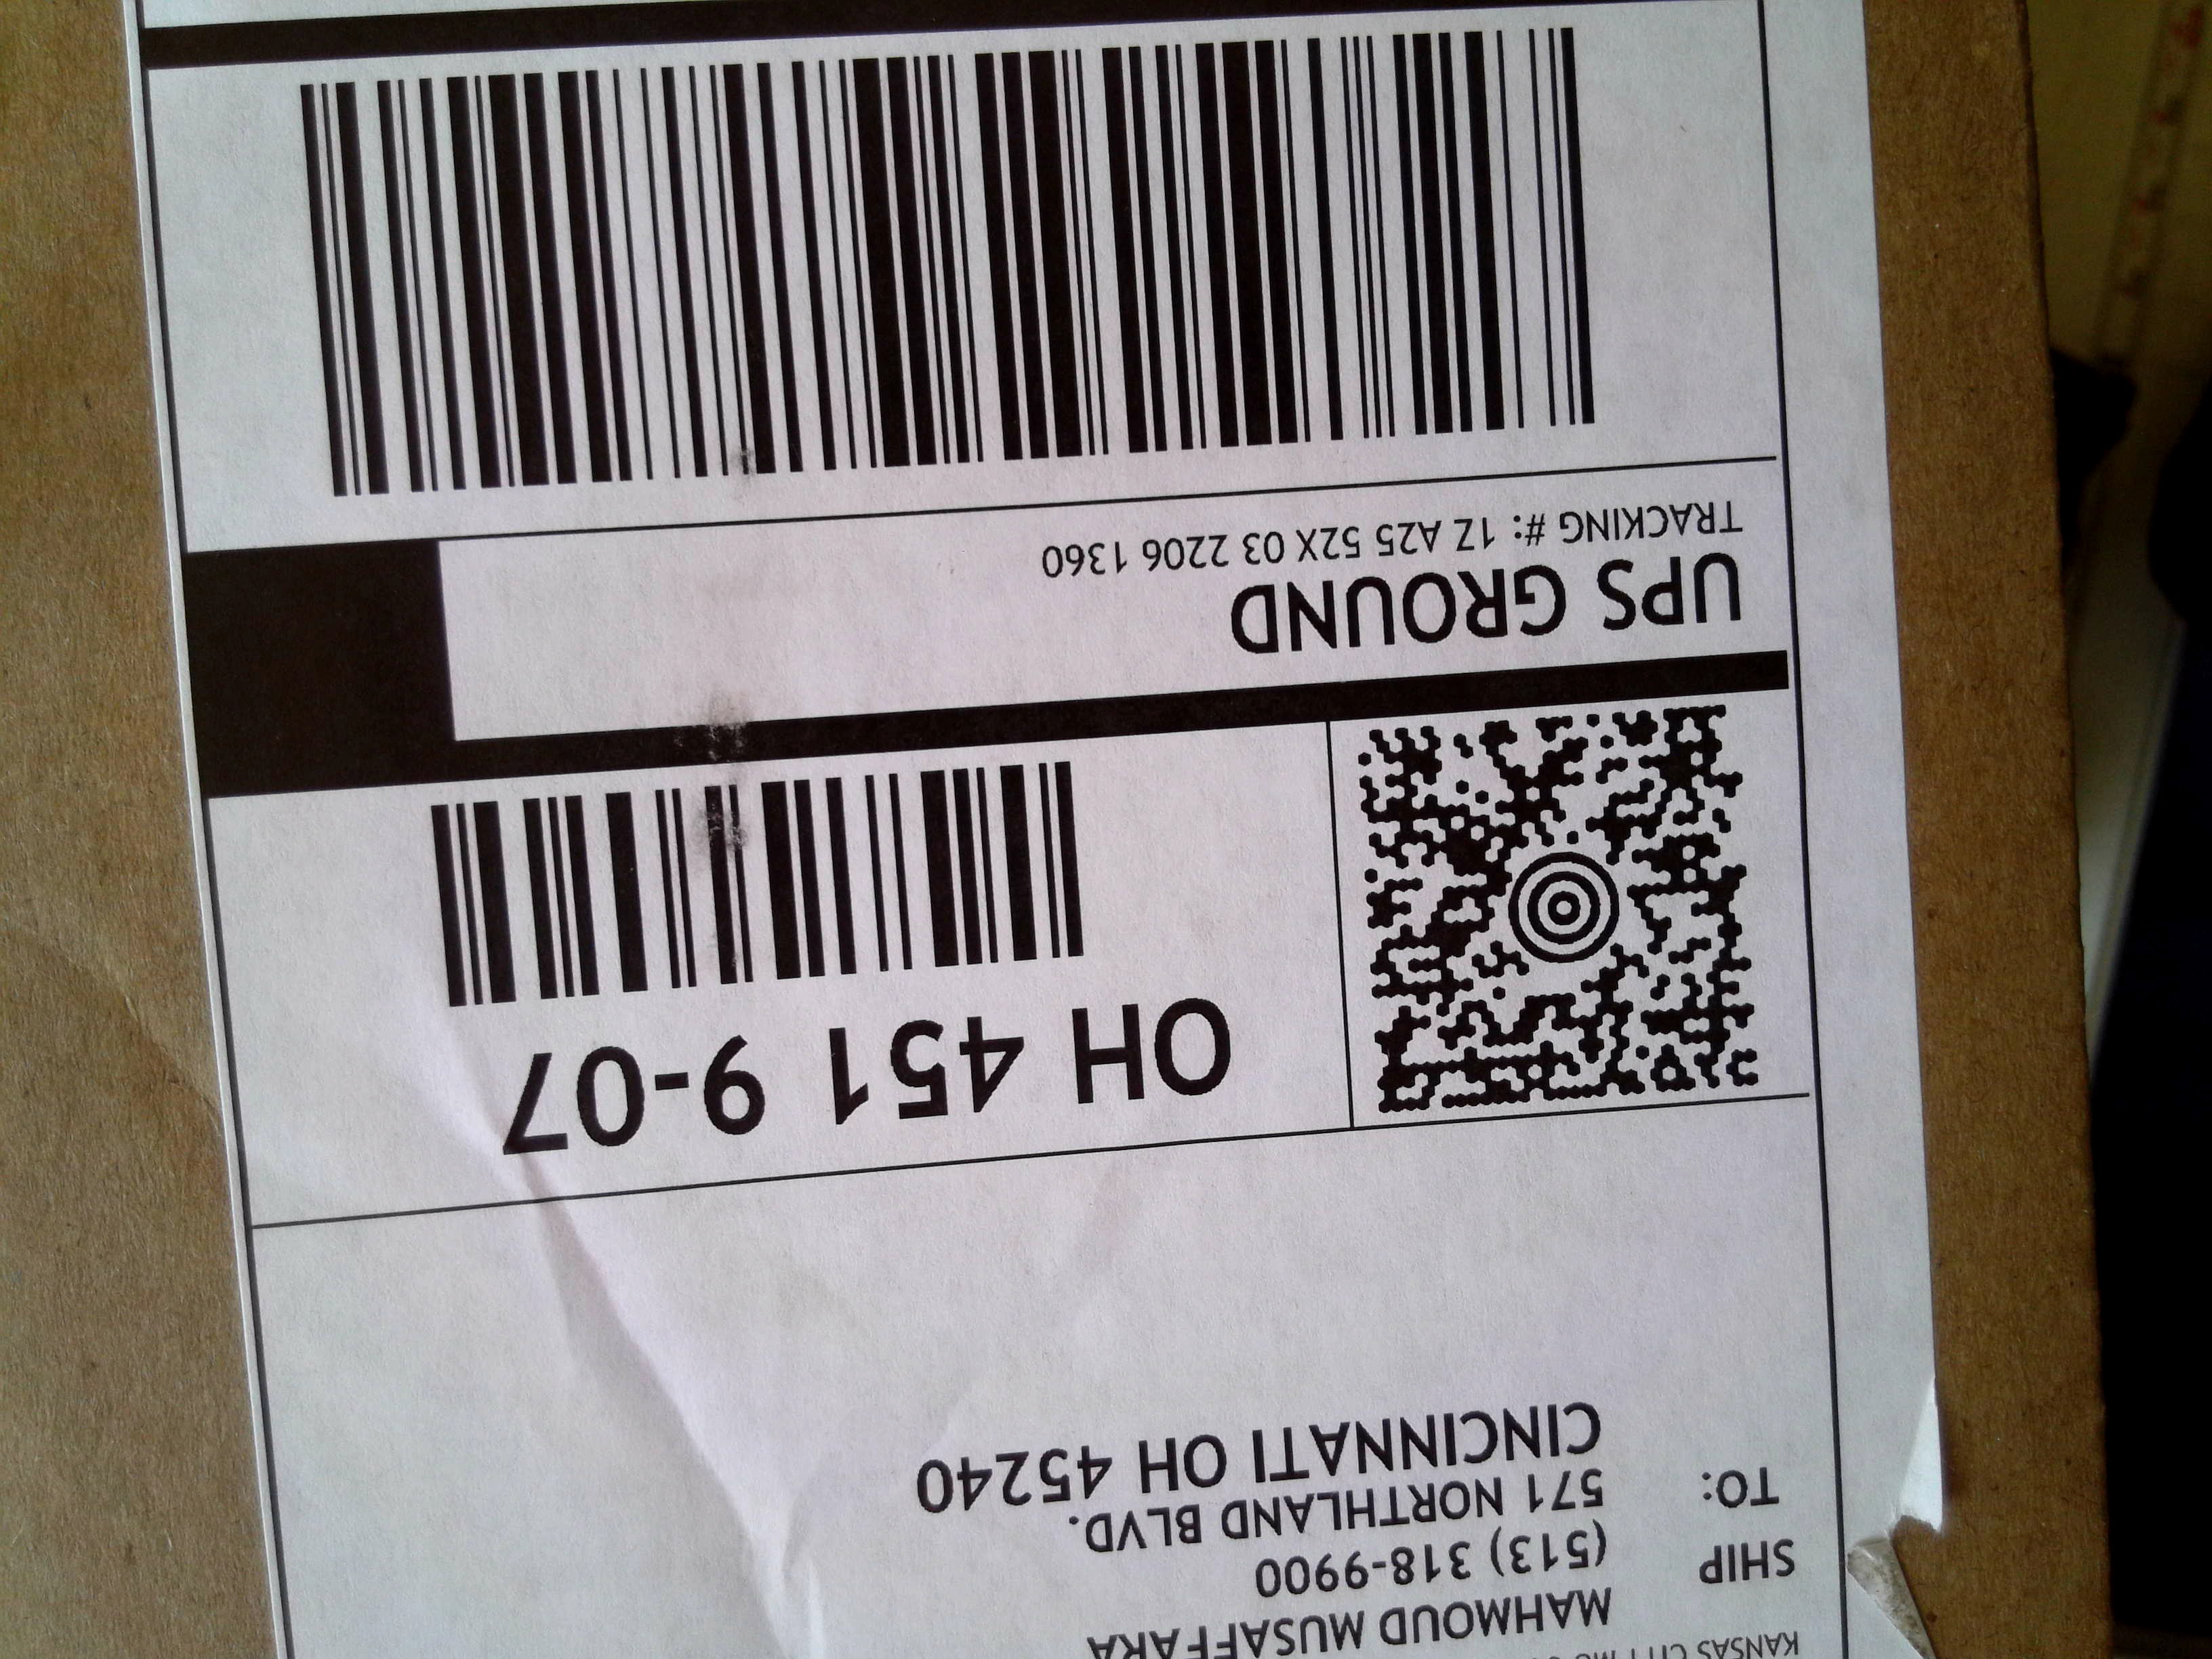 KANSAS CITY MO
SHIP
TO:
MAHMOUD MUSAFFARA
(513) 318-9900
571 NORTHLAND BLVD.
CINCINNATI OH 45240
OH 451 9-07
UPS GROUND
TRACKING #: 1Z A25 52X 03 2206 1360